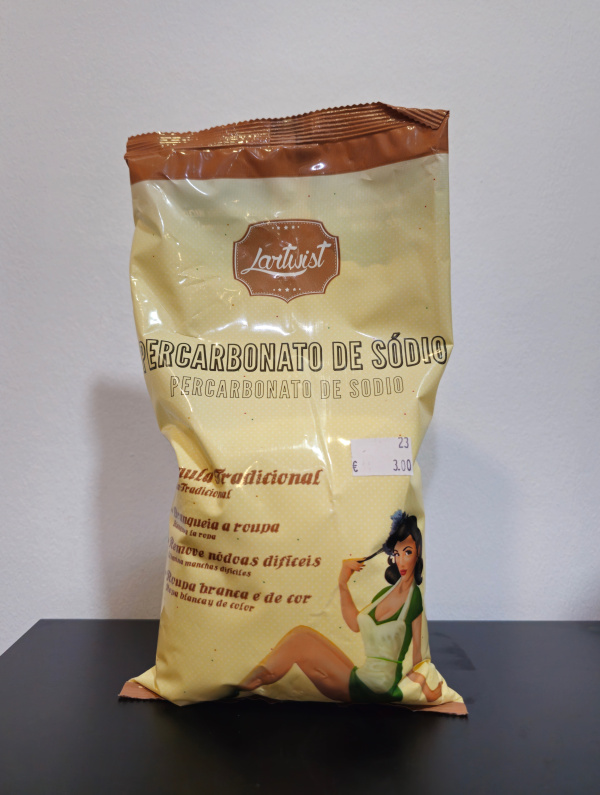 Lartwist
PERCARBONATO DE SÓDIO
PERCARBONATO DE SODIO
23
€ 3.00
Tradicional
Tradicional
a roupa
la ropa
Remove nódoas difíceis
manchas difíciles
Roupa branca e de cor
blanca y de color